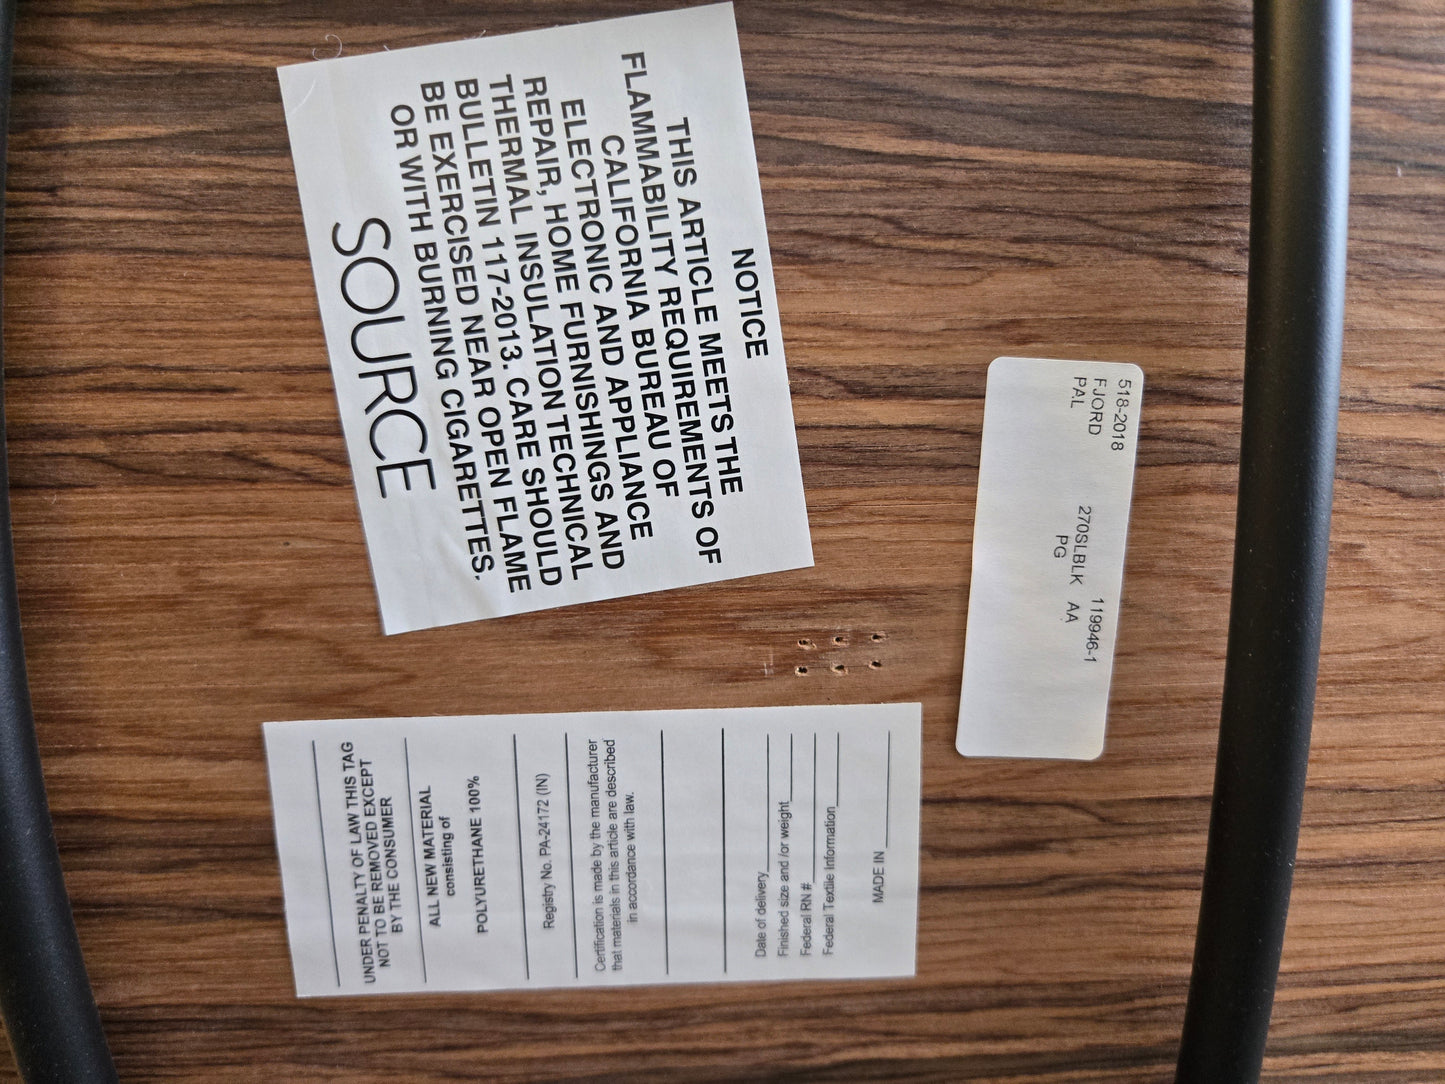 NOTICE
THIS ARTICLE MEETS THE
FLAMMABILITY REQUIREMENTS OF
CALIFORNIA BUREAU OF
ELECTRONIC AND APPLIANCE
REPAIR, HOME FURNISHINGS AND
THERMAL INSULATION TECHNICAL
BULLETIN 117-2013. CARE SHOULD
BE EXERCISED NEAR OPEN FLAME
OR WITH BURNING CIGARETTES.
SOURCE
518-2018 119946-1
FJORD 270SLBLK AA
PAL PG
UNDER PENALTY OF LAW THIS TAG
NOT TO BE REMOVED EXCEPT
BY THE CONSUMER
ALL NEW MATERIAL
consisting of
POLYURETHANE 100%
Registry No. PA-24172 (IN)
Certification is made by the manufacturer
that materials in this article are described
in accordance with law.
Date of delivery
Finished size and /or weight
Federal RN #
Federal Textile Information
MADE IN